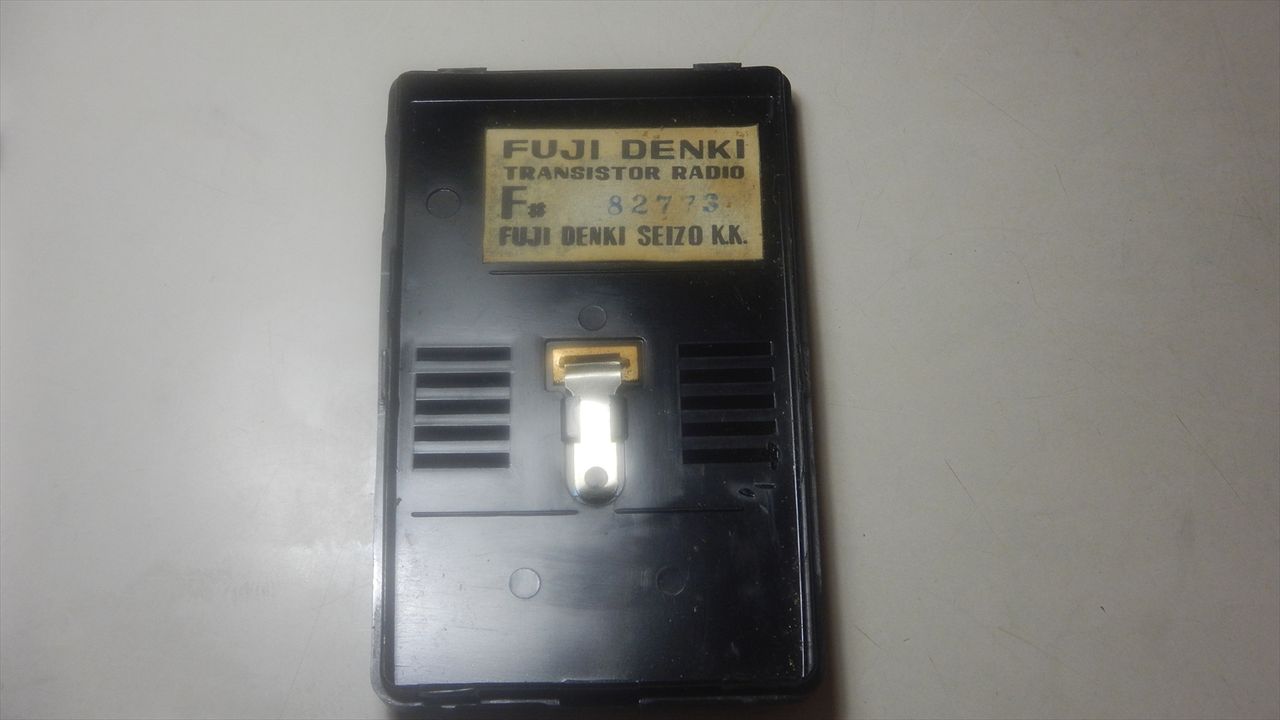 FUJI DENKI
TRANSISTOR RADIO
F# 82773
FUJI DENKI SEIZO K.K.